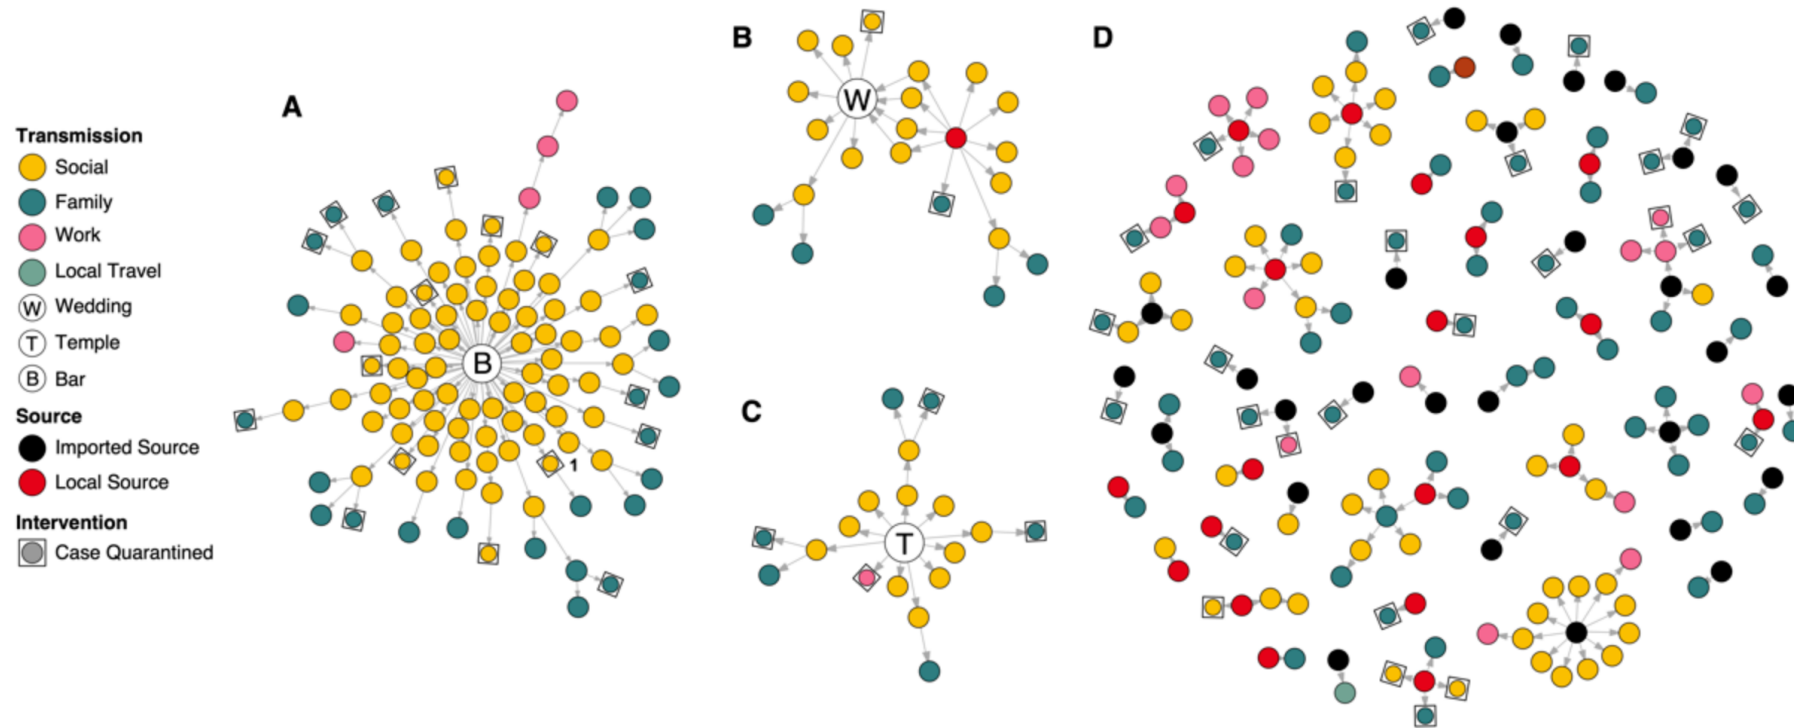 A
B
C
D
Transmission
Social
Family
Work
Local Travel
W Wedding
T Temple
B Bar
Source
Imported Source
Local Source
Intervention
Case Quarantined
B
1
W
T